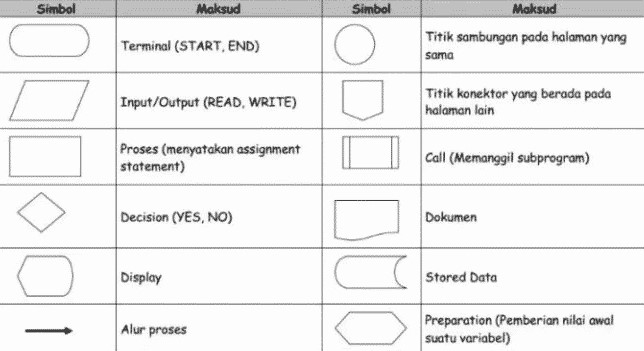 Simbol Maksud Simbol Maksud
Terminal (START, END)
Titik sambungan pada halaman yang
sama
Input/Output (READ, WRITE)
Titik konektor yang berada pada
halaman lain
Proses (menyatakan assignment
statement)
Call (Memanggil subprogram)
Decision (YES, NO)
Dokumen
Display
Stored Data
Alur proses
Preparation (Pemberian nilai awal
suatu variabel)